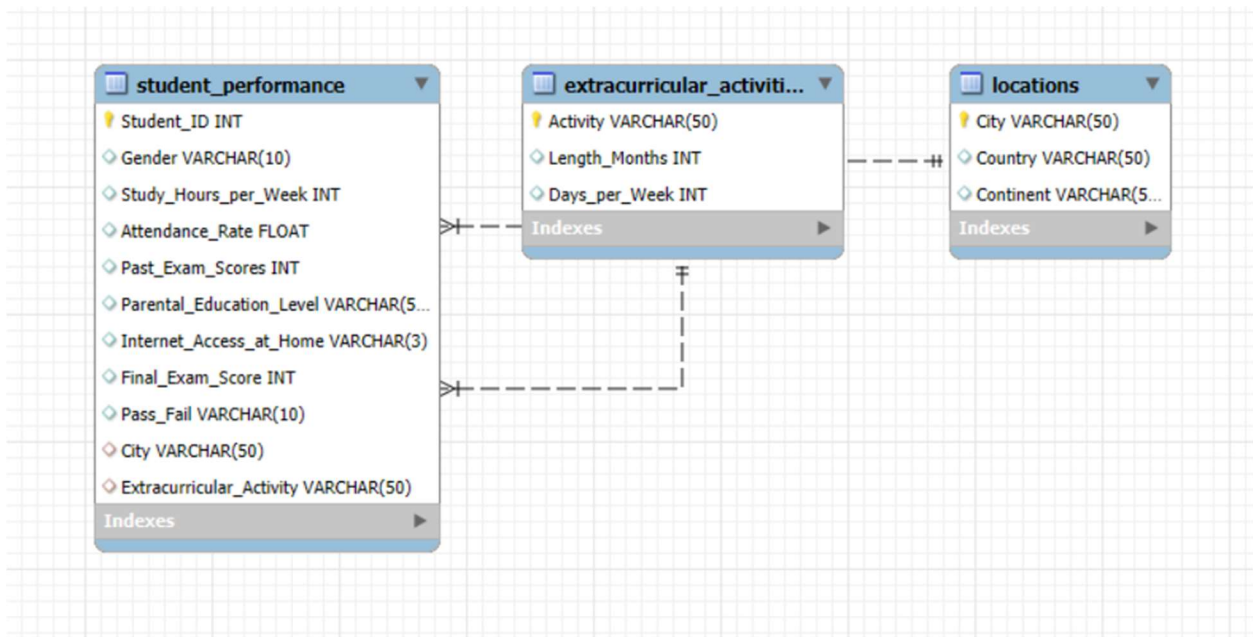 student_performance
Student_ID INT
Gender VARCHAR(10)
Study_Hours_per_Week INT
Attendance_Rate FLOAT
Past_Exam_Scores INT
Parental_Education_Level VARCHAR(5...
Internet_Access_at_Home VARCHAR(3)
Final_Exam_Score INT
Pass_Fail VARCHAR(10)
City VARCHAR(50)
Extracurricular_Activity VARCHAR(50)
Indexes
extracurricular_activiti...
Activity VARCHAR(50)
Length_Months INT
Days_per_Week INT
Indexes
locations
City VARCHAR(50)
Country VARCHAR(50)
Continent VARCHAR(5...
Indexes